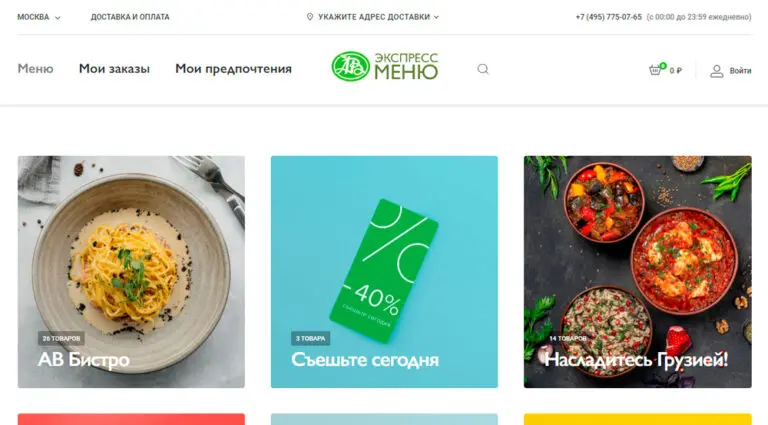 МОСКВА
ДОСТАВКА И ОПЛАТА
УКАЖИТЕ АДРЕС ДОСТАВКИ
+7 (495) 775-07-65 (с 00:00 до 23:59 ежедневно)
Меню
Мои заказы
Мои предпочтения
АВ
ЭКСПРЕСС
МЕНЮ
0
0 ₽
Войти
26 ТОВАРОВ
АВ Бистро
%
-40%
СЪЕШЬТЕ СЕГОДНЯ
3 ТОВАРА
Съешьте сегодня
14 ТОВАРОВ
Насладитесь Грузией!